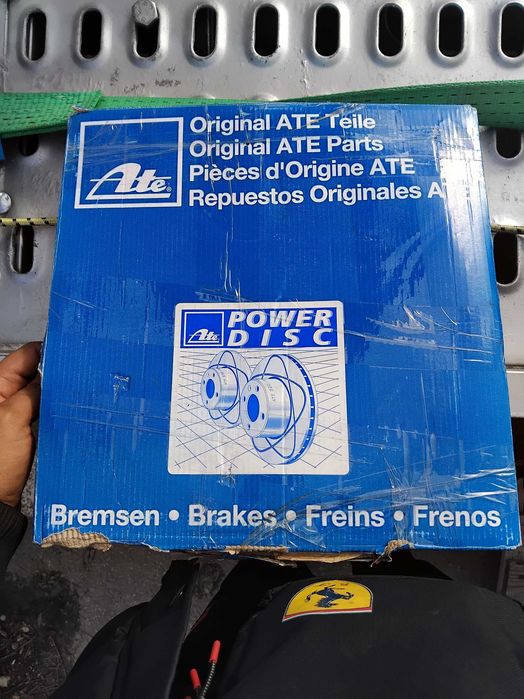 Ate
Original ATE Teile
Original ATE Parts
Pièces d'Origine ATE
Repuestos Originales ATE
Ate
POWER
DISC
Bremsen • Brakes • Freins • Frenos